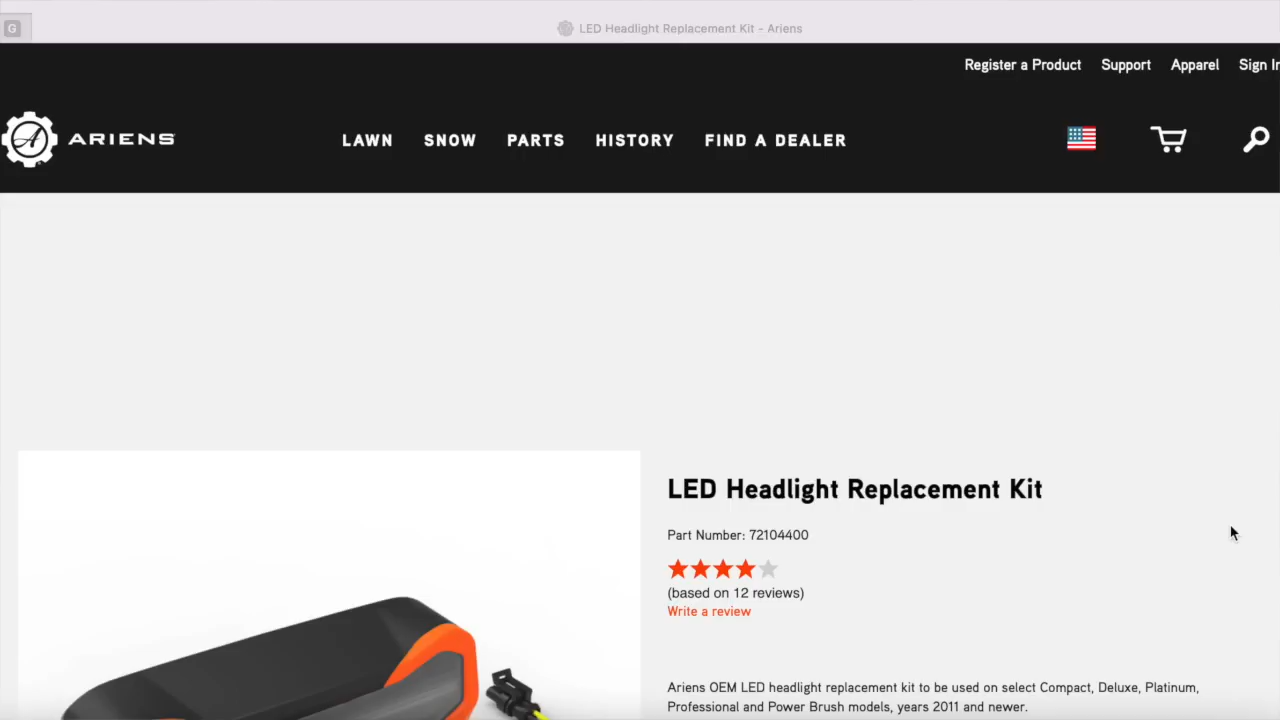 G
LED Headlight Replacement Kit - Ariens
Register a Product Support Apparel Sign In
A ARIENS
LAWN SNOW PARTS HISTORY FIND A DEALER
LED Headlight Replacement Kit
Part Number: 72104400
(based on 12 reviews)
Write a review
Ariens OEM LED headlight replacement kit to be used on select Compact, Deluxe, Platinum,
Professional and Power Brush models, years 2011 and newer.